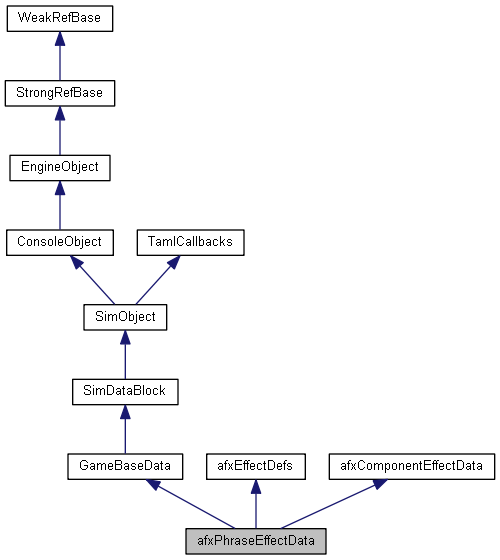 WeakRefBase
StrongRefBase
EngineObject
ConsoleObject
TamlCallbacks
SimObject
SimDataBlock
GameBaseData
afxEffectDefs
afxComponentEffectData
afxPhraseEffectData